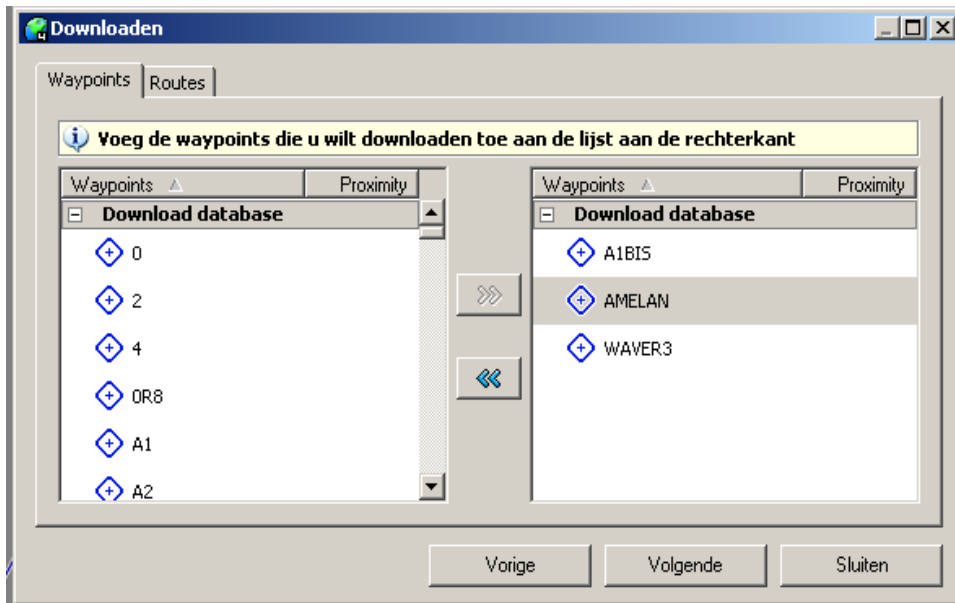 Downloaden
Waypoints Routes
Voeg de waypoints die u wilt downloaden toe aan de lijst aan de rechterkant
Waypoints Proximity
Download database
0
2
4
0R8
A1
A2
Waypoints Proximity
Download database
A1BIS
AMELAN
WAVER3
Vorige Volgende Sluiten